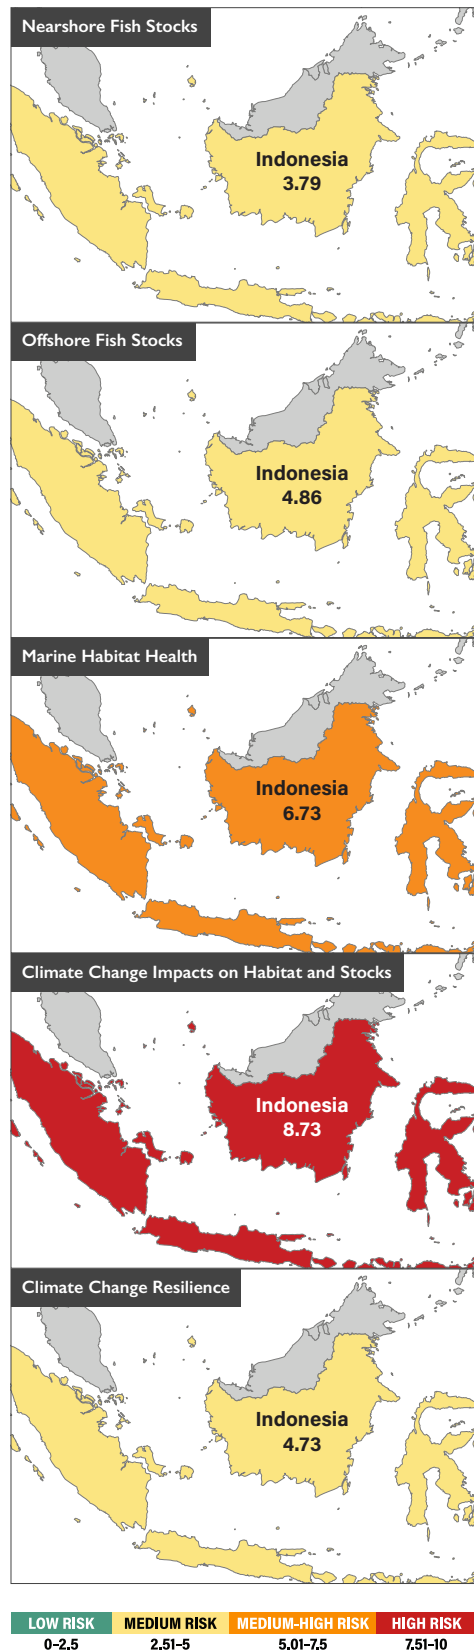 Nearshore Fish Stocks
Indonesia
3.79
Offshore Fish Stocks
Indonesia
4.86
Marine Habitat Health
Indonesia
6.73
Climate Change Impacts on Habitat and Stocks
Indonesia
8.73
Climate Change Resilience
Indonesia
4.73
LOW RISK MEDIUM RISK MEDIUM-HIGH RISK HIGH RISK
0–2.5 2.51–5 5.01–7.5 7.51–10